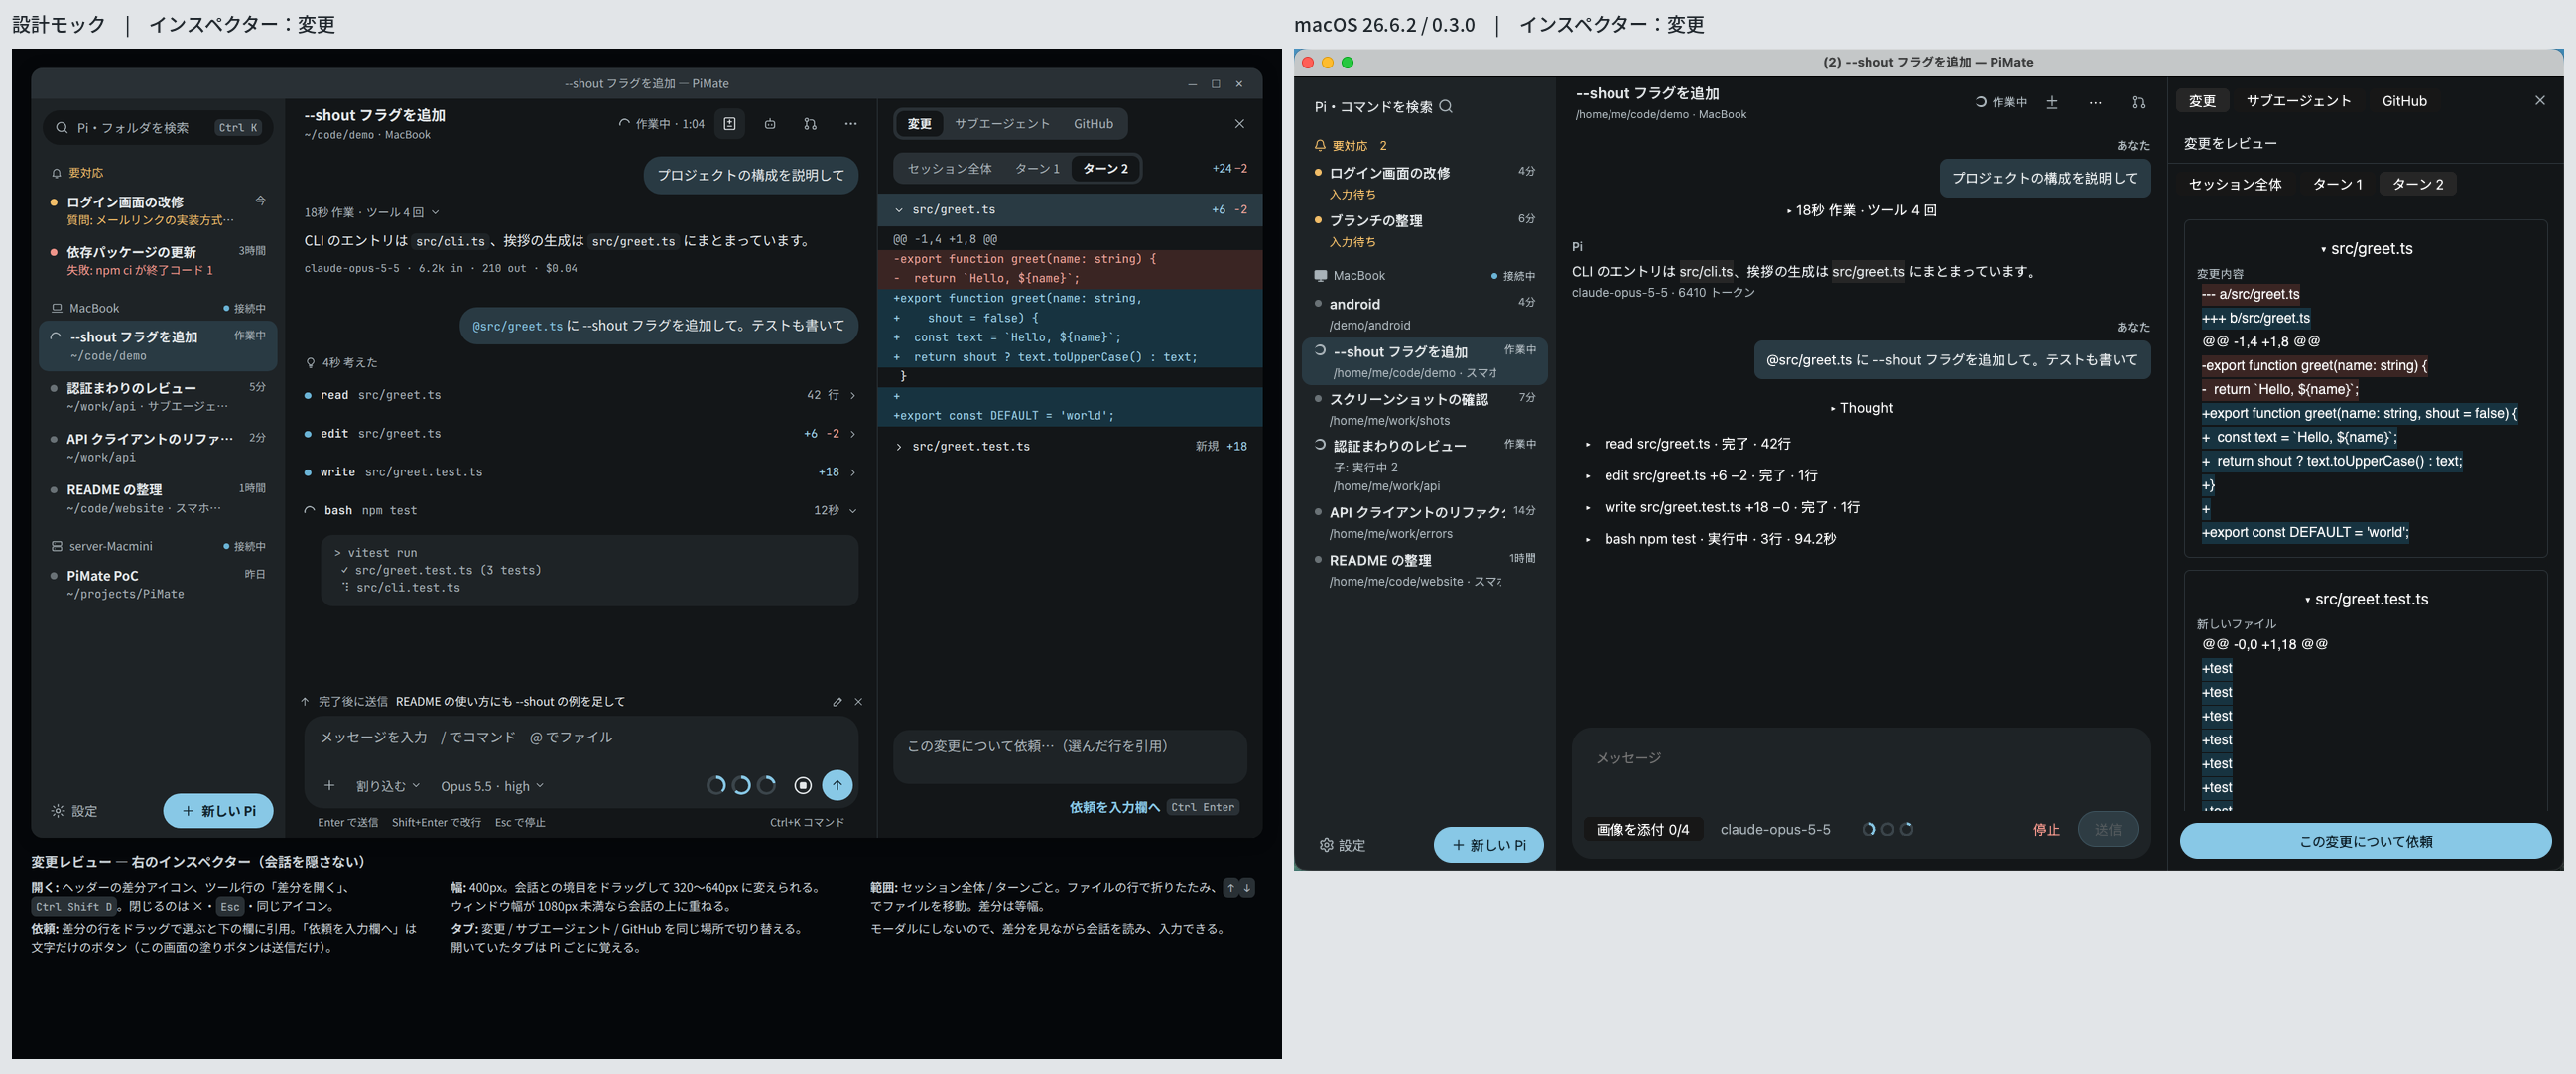 設計モック ｜ インスペクター：変更
--shout フラグを追加 — PiMate
Pi・フォルダを検索 Ctrl K
要対応
ログイン画面の改修 今
質問: メールリンクの実装方式…
依存パッケージの更新 3時間
失敗: npm ci が終了コード 1
MacBook 接続中
--shout フラグを追加 作業中
~/code/demo
認証まわりのレビュー 5分
~/work/api · サブエージェ…
API クライアントのリファ… 2分
~/work/api
README の整理 1時間
~/code/website · スマホ…
server-Macmini 接続中
PiMate PoC 昨日
~/projects/PiMate
設定
+ 新しい Pi
--shout フラグを追加
~/code/demo · MacBook
作業中 · 1:04
プロジェクトの構成を説明して
18秒 作業 · ツール 4 回
CLI のエントリは src/cli.ts 、挨拶の生成は src/greet.ts にまとまっています。
claude-opus-5-5 · 6.2k in · 210 out · $0.04
@src/greet.ts に --shout フラグを追加して。テストも書いて
4秒 考えた
read src/greet.ts 42 行
edit src/greet.ts +6 -2
write src/greet.test.ts +18
bash npm test 12秒
> vitest run
✓ src/greet.test.ts (3 tests)
src/cli.test.ts
↑ 完了後に送信 README の使い方にも --shout の例を足して
メッセージを入力 / でコマンド @ でファイル
+ 割り込む Opus 5.5 · high
Enter で送信 Shift+Enter で改行 Esc で停止 Ctrl+K コマンド
変更 サブエージェント GitHub
セッション全体 ターン 1 ターン 2 +24 −2
src/greet.ts +6 -2
@@ -1,4 +1,8 @@
-export function greet(name: string) {
-  return `Hello, ${name}`;
+export function greet(name: string,
+    shout = false) {
+  const text = `Hello, ${name}`;
+  return shout ? text.toUpperCase() : text;
}
+
+export const DEFAULT = 'world';
src/greet.test.ts 新規 +18
この変更について依頼…（選んだ行を引用）
依頼を入力欄へ Ctrl Enter
変更レビュー — 右のインスペクター（会話を隠さない）
開く: ヘッダーの差分アイコン、ツール行の「差分を開く」、
Ctrl Shift D 。閉じるのは ×・ Esc ・同じアイコン。
依頼: 差分の行をドラッグで選ぶと下の欄に引用。「依頼を入力欄へ」は
文字だけのボタン（この画面の塗りボタンは送信だけ）。
幅: 400px。会話との境目をドラッグして 320〜640px に変えられる。
ウィンドウ幅が 1080px 未満なら会話の上に重ねる。
タブ: 変更 / サブエージェント / GitHub を同じ場所で切り替える。
開いていたタブは Pi ごとに覚える。
範囲: セッション全体 / ターンごと。ファイルの行で折りたたみ、 ↑ ↓
でファイルを移動。差分は等幅。
モーダルにしないので、差分を見ながら会話を読み、入力できる。
macOS 26.6.2 / 0.3.0 ｜ インスペクター：変更
(2) --shout フラグを追加 — PiMate
Pi・コマンドを検索
要対応 2
ログイン画面の改修 4分
入力待ち
ブランチの整理 6分
入力待ち
MacBook 接続中
android 4分
/demo/android
--shout フラグを追加 作業中
/home/me/code/demo · スマホ
スクリーンショットの確認 7分
/home/me/work/shots
認証まわりのレビュー 作業中
子: 実行中 2
/home/me/work/api
API クライアントのリファク 14分
/home/me/work/errors
README の整理 1時間
/home/me/code/website · スマ
設定
+ 新しい Pi
--shout フラグを追加
/home/me/code/demo · MacBook
作業中
あなた
プロジェクトの構成を説明して
▸ 18秒 作業 · ツール 4 回
Pi
CLI のエントリは src/cli.ts、挨拶の生成は src/greet.ts にまとまっています。
claude-opus-5-5 · 6410 トークン
あなた
@src/greet.ts に --shout フラグを追加して。テストも書いて
▸ Thought
▸ read src/greet.ts · 完了 · 42行
▸ edit src/greet.ts +6 −2 · 完了 · 1行
▸ write src/greet.test.ts +18 −0 · 完了 · 1行
▸ bash npm test · 実行中 · 3行 · 94.2秒
メッセージ
画像を添付 0/4 claude-opus-5-5 停止 送信
変更 サブエージェント GitHub
変更をレビュー
セッション全体 ターン 1 ターン 2
▾ src/greet.ts
変更内容
--- a/src/greet.ts
+++ b/src/greet.ts
@@ -1,4 +1,8 @@
-export function greet(name: string) {
-  return `Hello, ${name}`;
+export function greet(name: string, shout = false) {
+  const text = `Hello, ${name}`;
+  return shout ? text.toUpperCase() : text;
+}
+
+export const DEFAULT = 'world';
▾ src/greet.test.ts
新しいファイル
@@ -0,0 +1,18 @@
+test
+test
+test
+test
+test
+test
+test
この変更について依頼